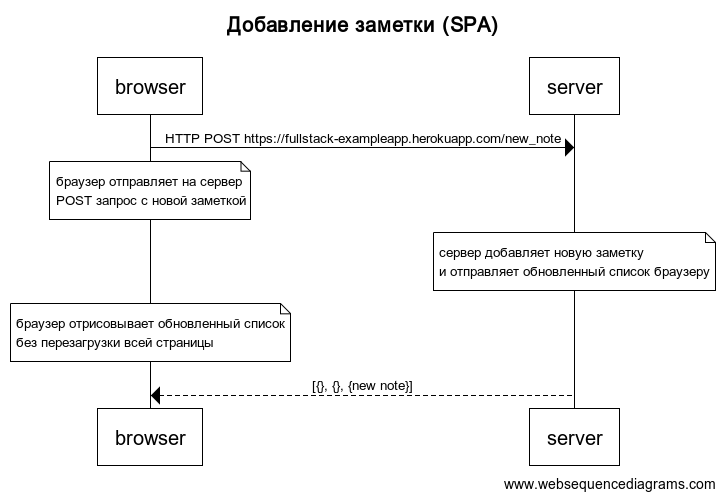 Добавление заметки (SPA)
browser
server
HTTP POST https://fullstack-exampleapp.herokuapp.com/new_note
браузер отправляет на сервер
POST запрос с новой заметкой
сервер добавляет новую заметку
и отправляет обновленный список браузеру
браузер отрисовывает обновленный список
без перезагрузки всей страницы
[{}, {}, {new note}]
browser
server
www.websequencediagrams.com